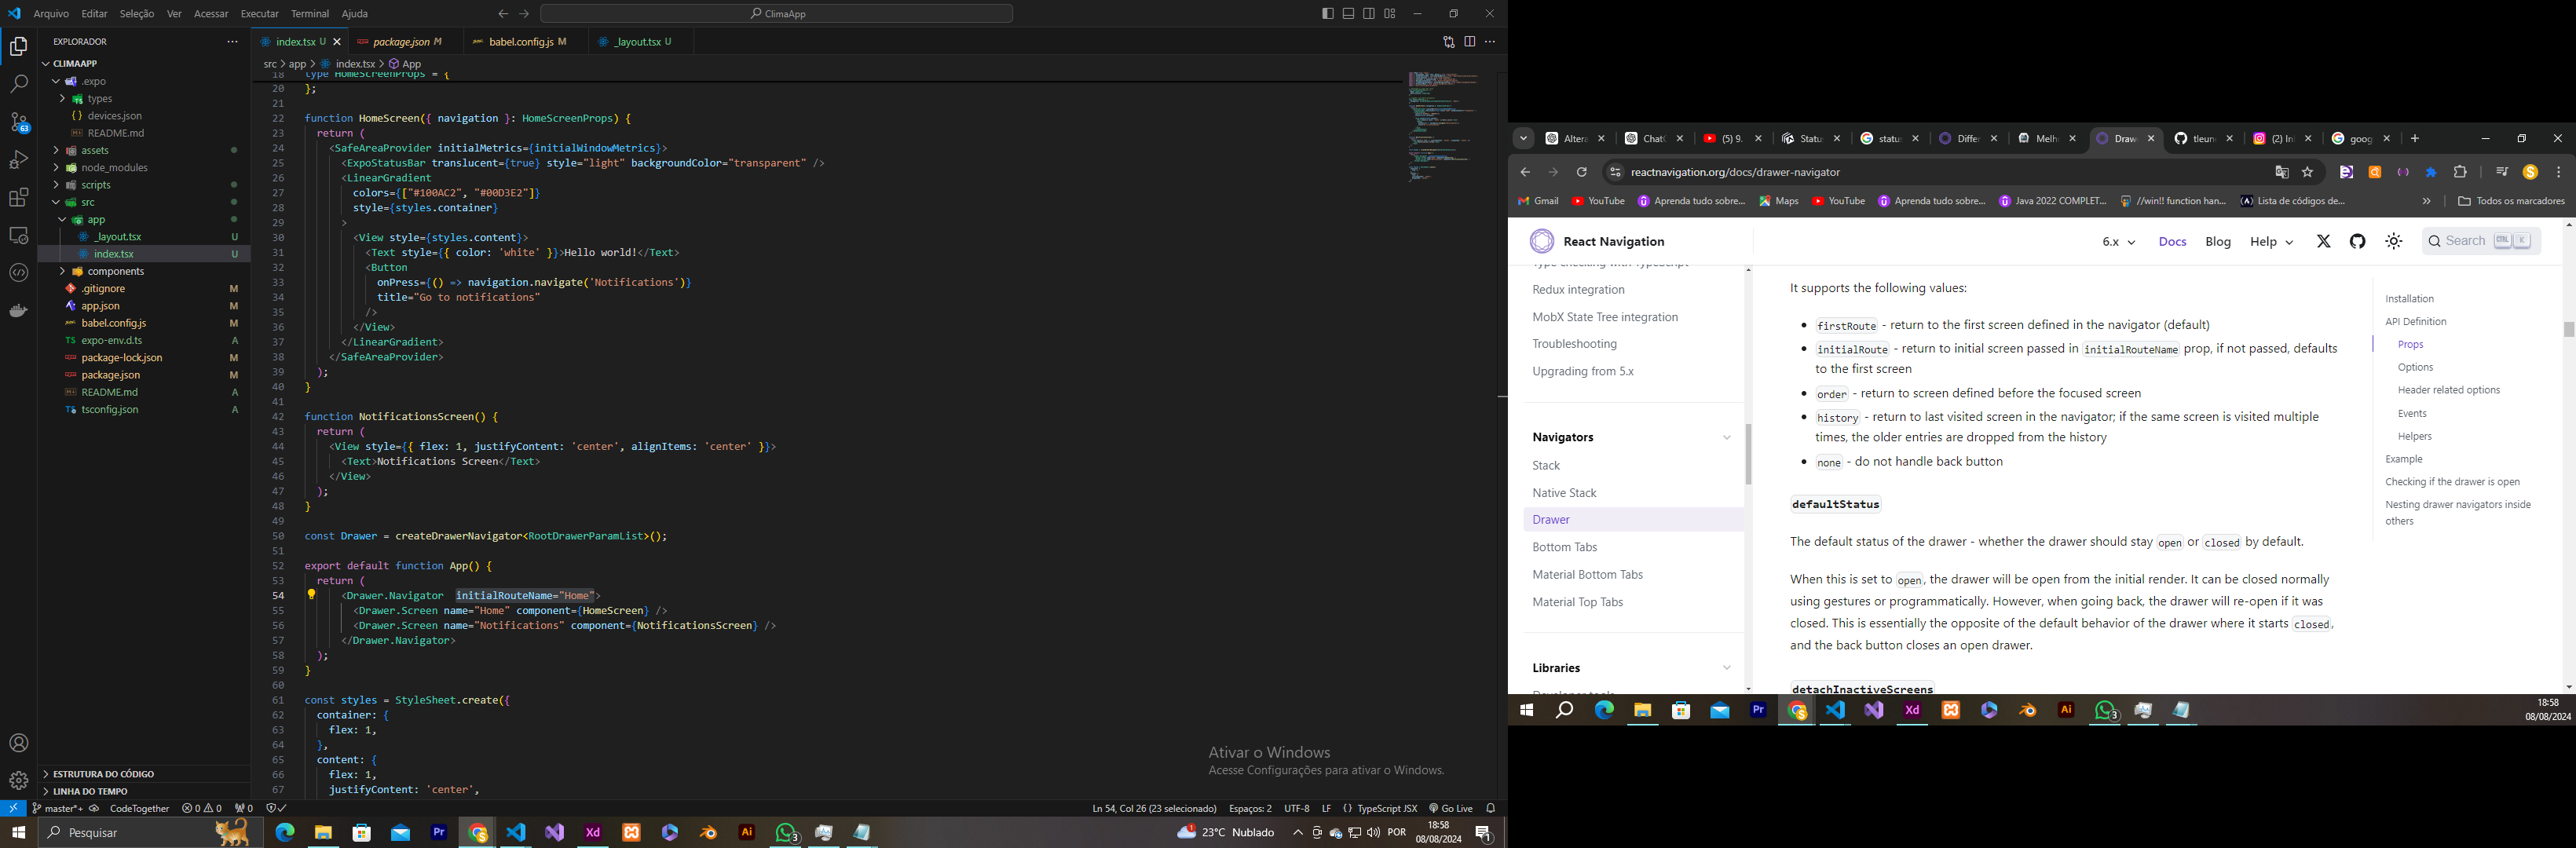 Arquivo Editar Seleção Ver Acessar Executar Terminal Ajuda
ClimaApp
EXPLORADOR
CLIMAAPP
.expo
types
devices.json
README.md
assets
node_modules
scripts
src
app
_layout.tsx U
index.tsx U
components
.gitignore M
app.json M
babel.config.js M
expo-env.d.ts
package-lock.json M
package.json M
README.md A
tsconfig.json A
ESTRUTURA DO CÓDIGO
LINHA DO TEMPO
index.tsx U package.json M babel.config.js M _layout.tsx U
src > app > index.tsx > App
18 type HomeScreenProps = {
20 };
21
22 function HomeScreen({ navigation }: HomeScreenProps) {
23 return (
24 <SafeAreaProvider initialMetrics={initialWindowMetrics}>
25 <ExpoStatusBar translucent={true} style="light" backgroundColor="transparent" />
26 <LinearGradient
27 colors={["#100AC2", "#00D3E2"]}
28 style={styles.container}
29 >
30 <View style={styles.content}>
31 <Text style={{ color: 'white' }}>Hello world!</Text>
32 <Button
33 onPress={() => navigation.navigate('Notifications')}
34 title="Go to notifications"
35 />
36 </View>
37 </LinearGradient>
38 </SafeAreaProvider>
39 );
40 }
41
42 function NotificationsScreen() {
43 return (
44 <View style={{ flex: 1, justifyContent: 'center', alignItems: 'center' }}>
45 <Text>Notifications Screen</Text>
46 </View>
47 );
48 }
49
50 const Drawer = createDrawerNavigator<RootDrawerParamList>();
51
52 export default function App() {
53 return (
54 <Drawer.Navigator initialRouteName="Home">
55 <Drawer.Screen name="Home" component={HomeScreen} />
56 <Drawer.Screen name="Notifications" component={NotificationsScreen} />
57 </Drawer.Navigator>
58 );
59 }
60
61 const styles = StyleSheet.create({
62 container: {
63 flex: 1,
64 },
65 content: {
66 flex: 1,
67 justifyContent: 'center',
Ativar o Windows
Acesse Configurações para ativar o Windows.
63
master*+ CodeTogether 0 0 0
Ln 54, Col 26 (23 selecionado) Espaços: 2 UTF-8 LF TypeScript JSX Go Live
Pesquisar
23°C Nublado
POR
18:58
08/08/2024
Altera ChatG (5) 9. Status status Differ Melho Drawe tleun (2) In goog
reactnavigation.org/docs/drawer-navigator
Gmail YouTube Aprenda tudo sobre... Maps YouTube Aprenda tudo sobre... Java 2022 COMPLET... //win!! function han... Lista de códigos de... Todos os marcadores
React Navigation
6.x Docs Blog Help Search CTRL K
Type checking with TypeScript
Redux integration
MobX State Tree integration
Troubleshooting
Upgrading from 5.x
Navigators
Stack
Native Stack
Drawer
Bottom Tabs
Material Bottom Tabs
Material Top Tabs
Libraries
Developer tools
It supports the following values:
firstRoute - return to the first screen defined in the navigator (default)
initialRoute - return to initial screen passed in initialRouteName prop, if not passed, defaults
to the first screen
order - return to screen defined before the focused screen
history - return to last visited screen in the navigator; if the same screen is visited multiple
times, the older entries are dropped from the history
none - do not handle back button
defaultStatus
The default status of the drawer - whether the drawer should stay open or closed by default.
When this is set to open, the drawer will be open from the initial render. It can be closed normally
using gestures or programmatically. However, when going back, the drawer will re-open if it was
closed. This is essentially the opposite of the default behavior of the drawer where it starts closed,
and the back button closes an open drawer.
detachInactiveScreens
Installation
API Definition
Props
Options
Header related options
Events
Helpers
Example
Checking if the drawer is open
Nesting drawer navigators inside
others
18:58
08/08/2024